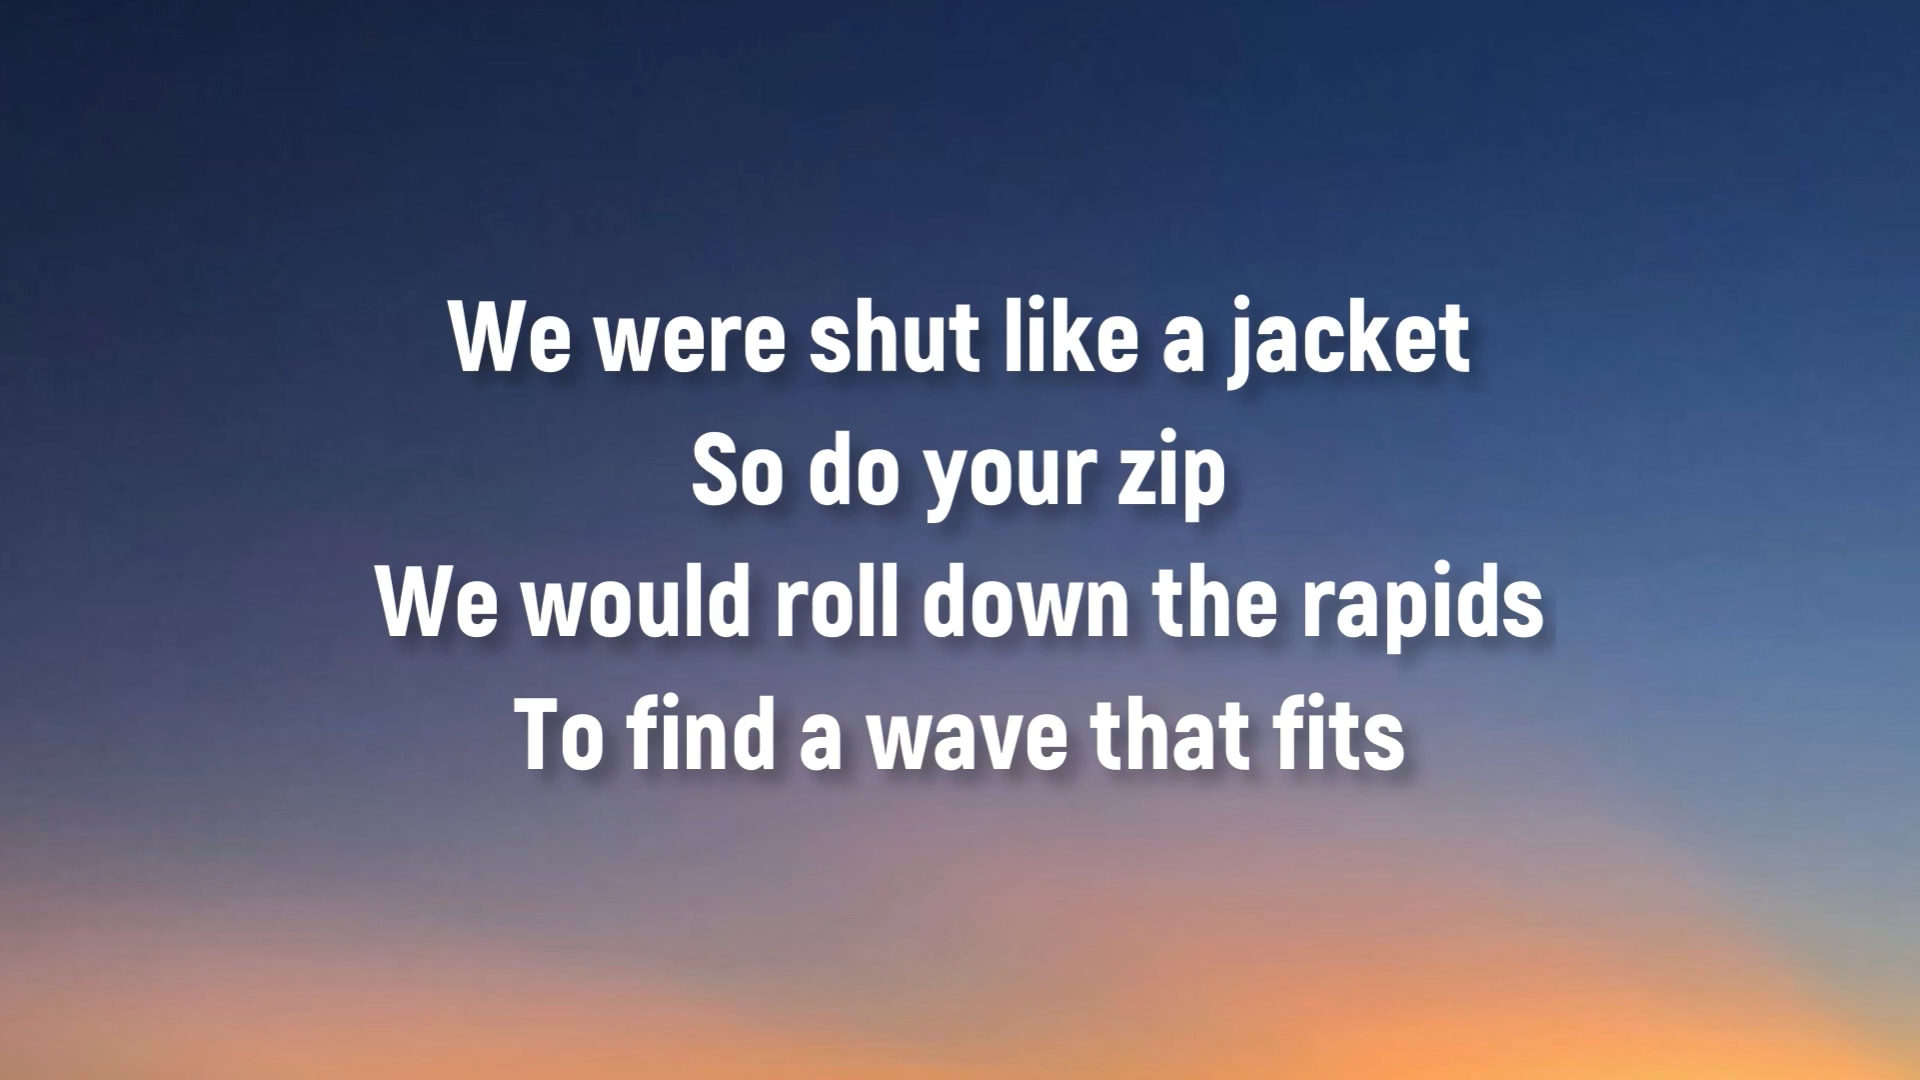 We were shut like a jacket
So do your zip
We would roll down the rapids
To find a wave that fits